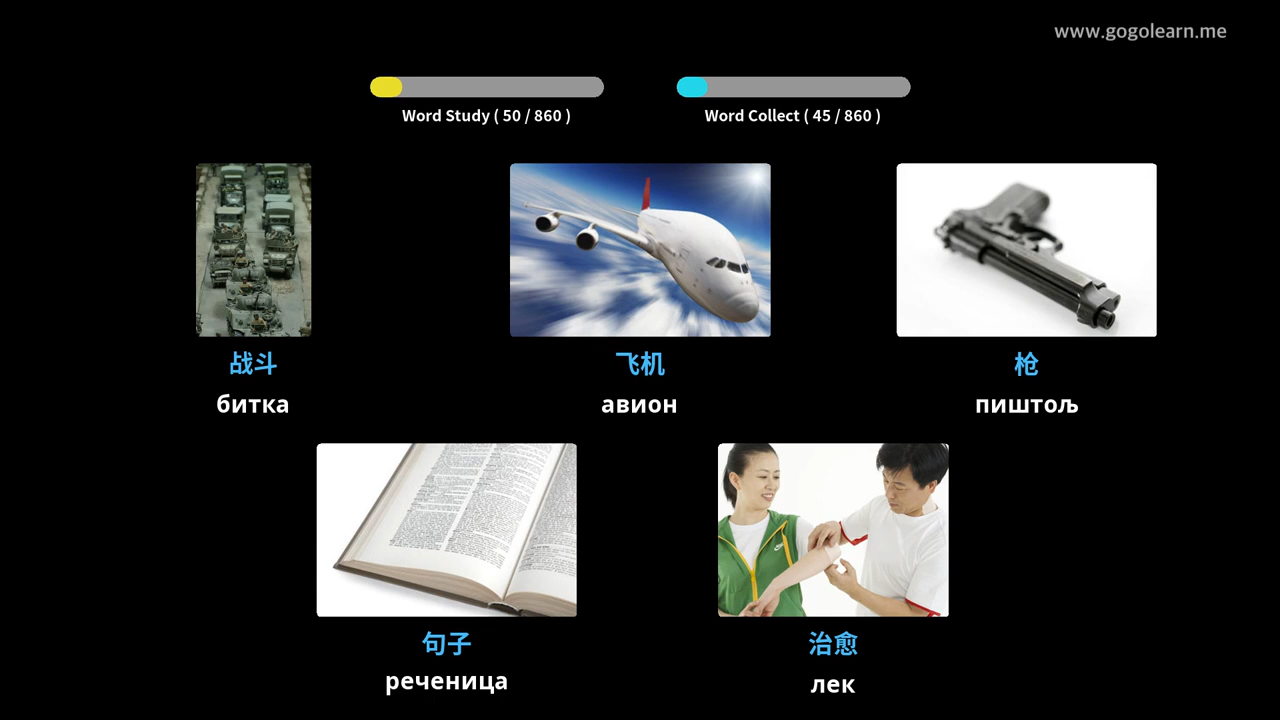 www.gogolearn.me
Word Study ( 50 / 860 )
Word Collect ( 45 / 860 )
战斗
битка
飞机
авион
枪
пиштољ
句子
реченица
治愈
лек